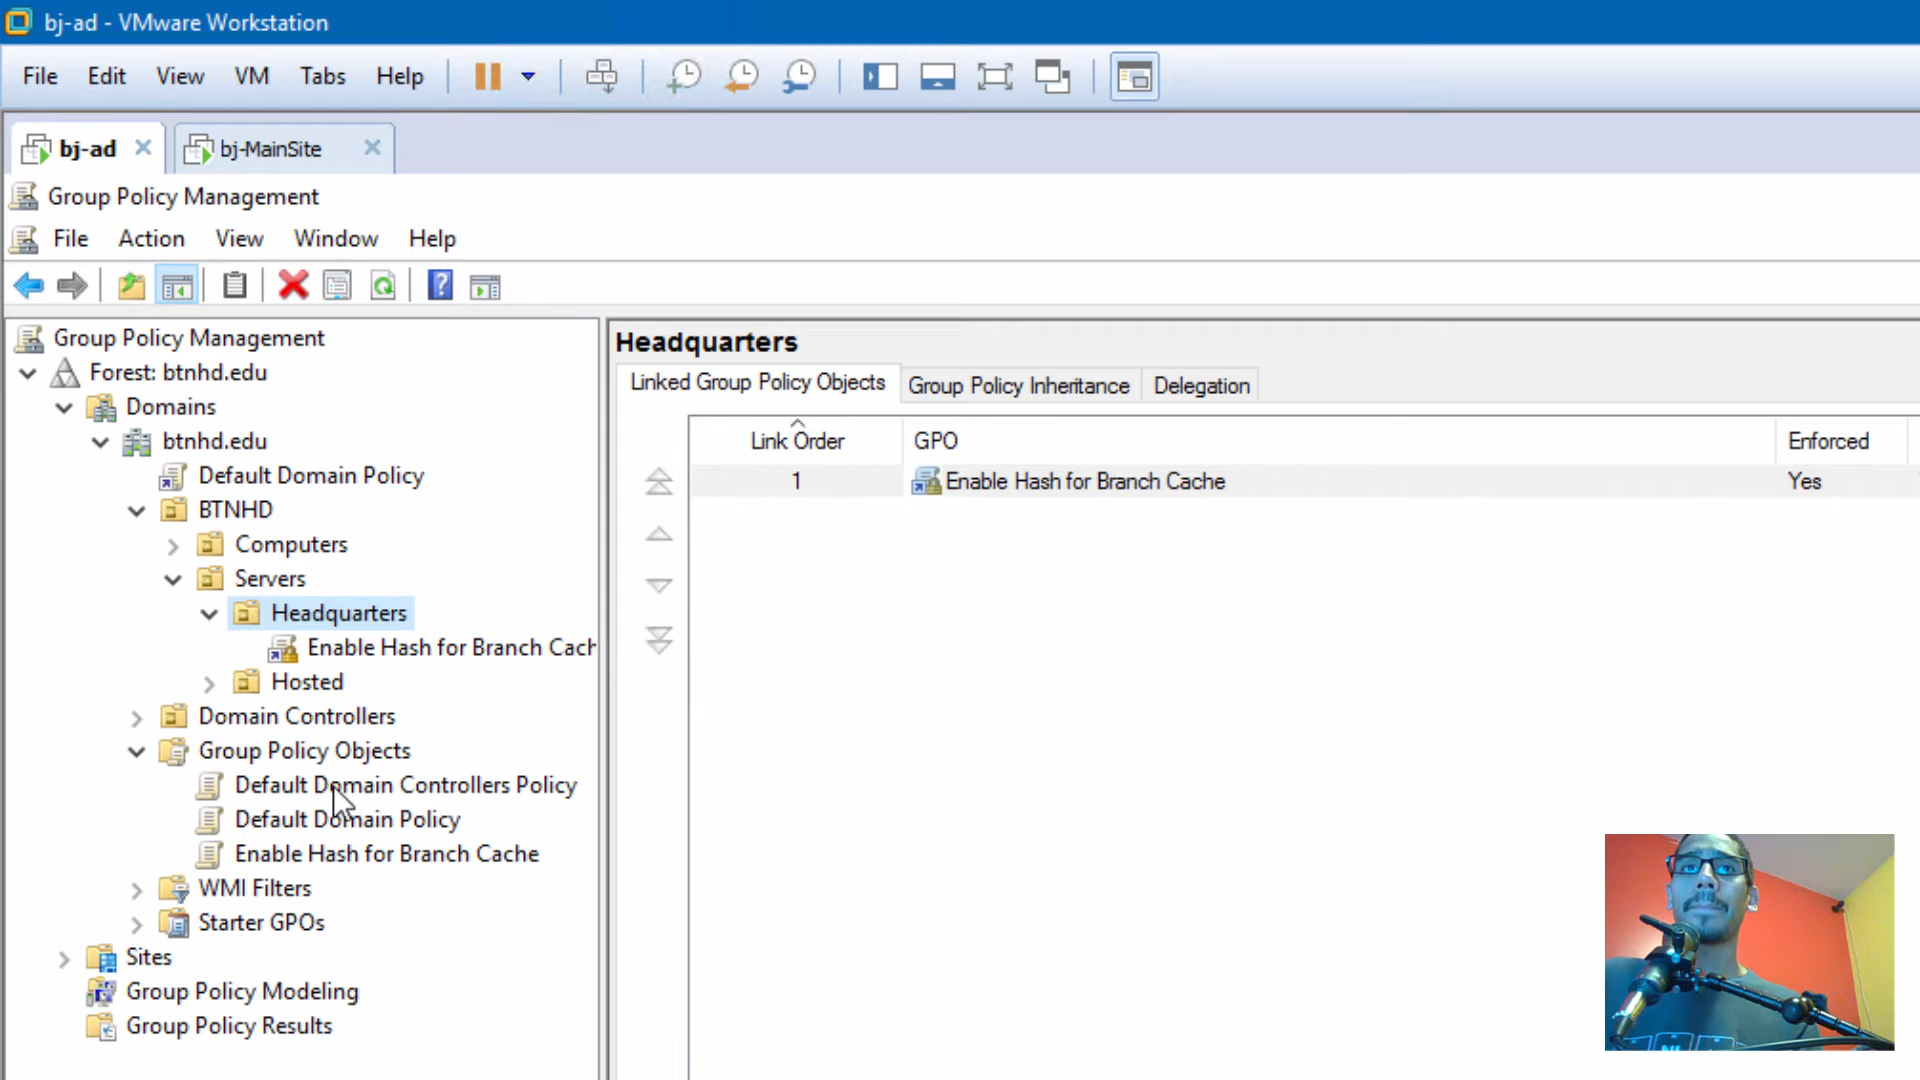 bj-ad - VMware Workstation
File Edit View VM Tabs Help
bj-ad bj-MainSite
Group Policy Management
File Action View Window Help
Group Policy Management
Forest: btnhd.edu
Domains
btnhd.edu
Default Domain Policy
BTNHD
Computers
Servers
Headquarters
Enable Hash for Branch Cach
Hosted
Domain Controllers
Group Policy Objects
Default Domain Controllers Policy
Default Domain Policy
Enable Hash for Branch Cache
WMI Filters
Starter GPOs
Sites
Group Policy Modeling
Group Policy Results
Headquarters
Linked Group Policy Objects Group Policy Inheritance Delegation
Link Order GPO Enforced
1 Enable Hash for Branch Cache Yes